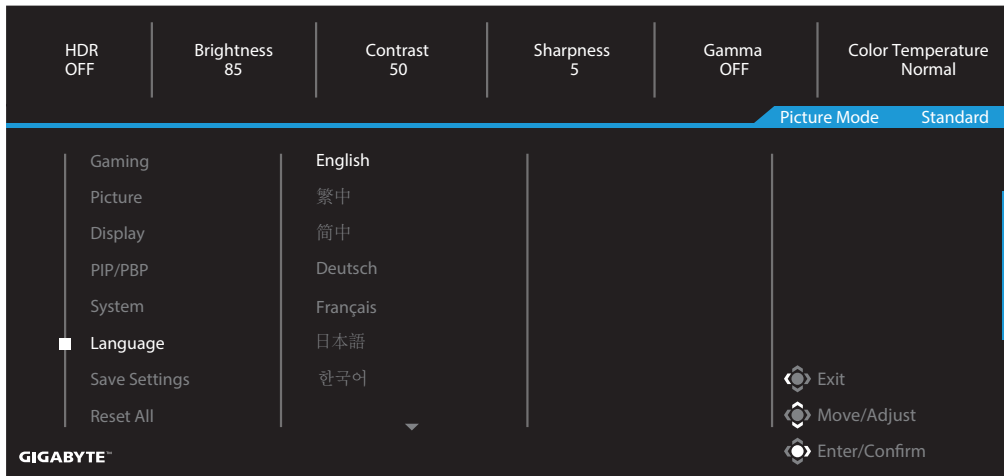 HDR
OFF
Brightness
85
Contrast
50
Sharpness
5
Gamma
OFF
Color Temperature
Normal
Picture Mode Standard
Gaming
Picture
Display
PIP/PBP
System
Language
Save Settings
Reset All
English
繁中
简中
Deutsch
Français
日本語
한국어
Exit
Move/Adjust
Enter/Confirm
GIGABYTE™